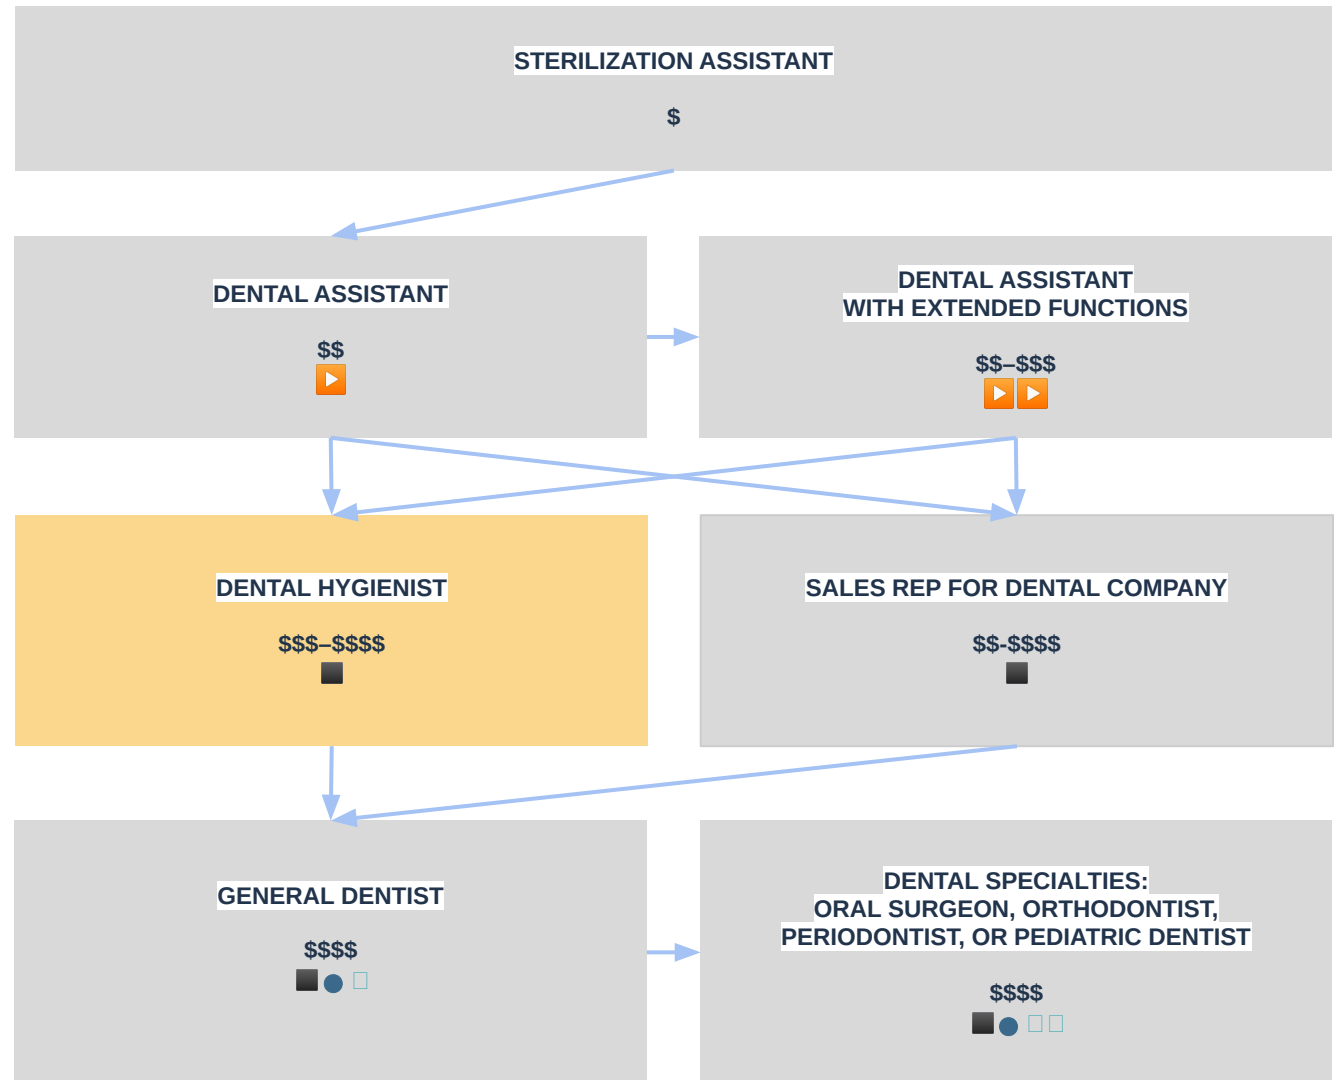 STERILIZATION ASSISTANT
$
DENTAL ASSISTANT
$$
DENTAL ASSISTANT
WITH EXTENDED FUNCTIONS
$$–$$$
DENTAL HYGIENIST
$$$–$$$$
SALES REP FOR DENTAL COMPANY
$$-$$$$
GENERAL DENTIST
$$$$
DENTAL SPECIALTIES:
ORAL SURGEON, ORTHODONTIST,
PERIODONTIST, OR PEDIATRIC DENTIST
$$$$